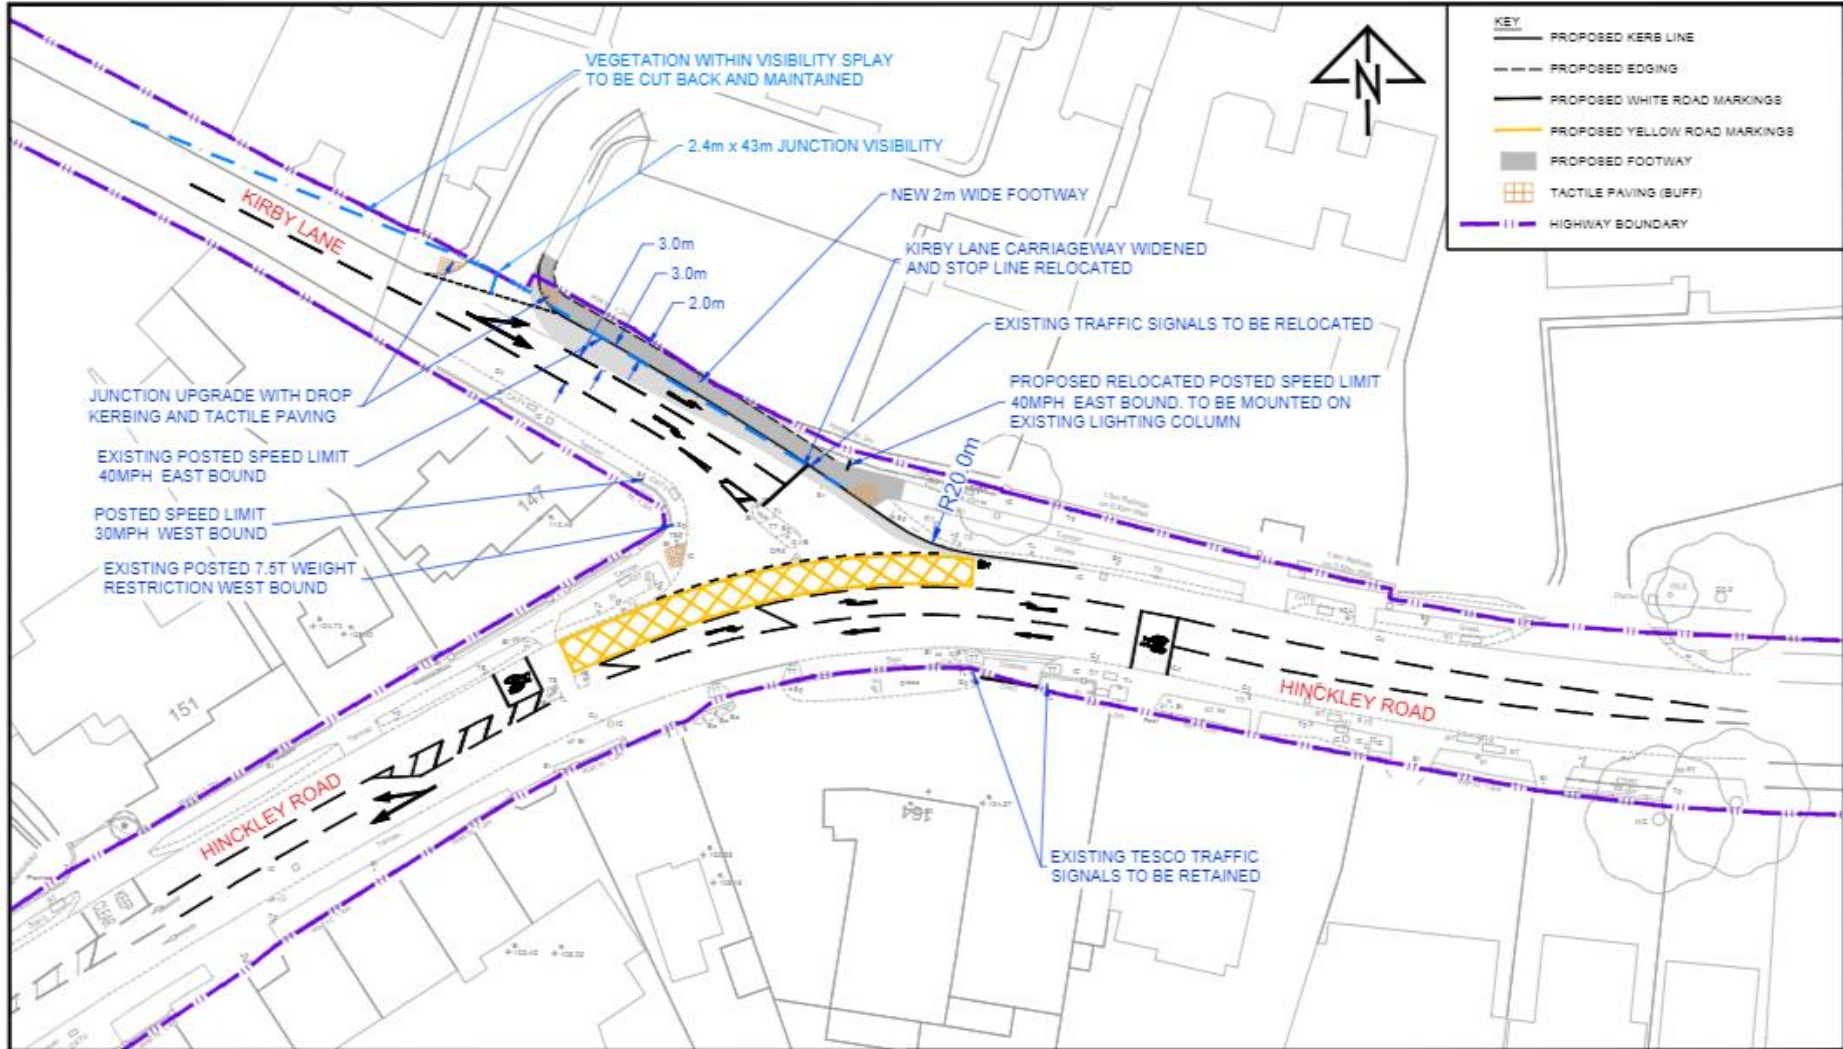 VEGETATION WITHIN VISIBILITY SPLAY
TO BE CUT BACK AND MAINTAINED
2.4m x 43m JUNCTION VISIBILITY
NEW 2m WIDE FOOTWAY
KIRBY LANE CARRIAGEWAY WIDENED
AND STOP LINE RELOCATED
3.0m
3.0m
2.0m
EXISTING TRAFFIC SIGNALS TO BE RELOCATED
PROPOSED RELOCATED POSTED SPEED LIMIT
40MPH EAST BOUND. TO BE MOUNTED ON
EXISTING LIGHTING COLUMN
R20.0m
KIRBY LANE
JUNCTION UPGRADE WITH DROP
KERBING AND TACTILE PAVING
EXISTING POSTED SPEED LIMIT
40MPH EAST BOUND
POSTED SPEED LIMIT
30MPH WEST BOUND
EXISTING POSTED 7.5T WEIGHT
RESTRICTION WEST BOUND
147
151
164
HINCKLEY ROAD
HINCKLEY ROAD
EXISTING TESCO TRAFFIC
SIGNALS TO BE RETAINED
KEEP
CLEAR
N
KEY
PROPOSED KERB LINE
PROPOSED EDGING
PROPOSED WHITE ROAD MARKINGS
PROPOSED YELLOW ROAD MARKINGS
PROPOSED FOOTWAY
TACTILE PAVING (BUFF)
HIGHWAY BOUNDARY